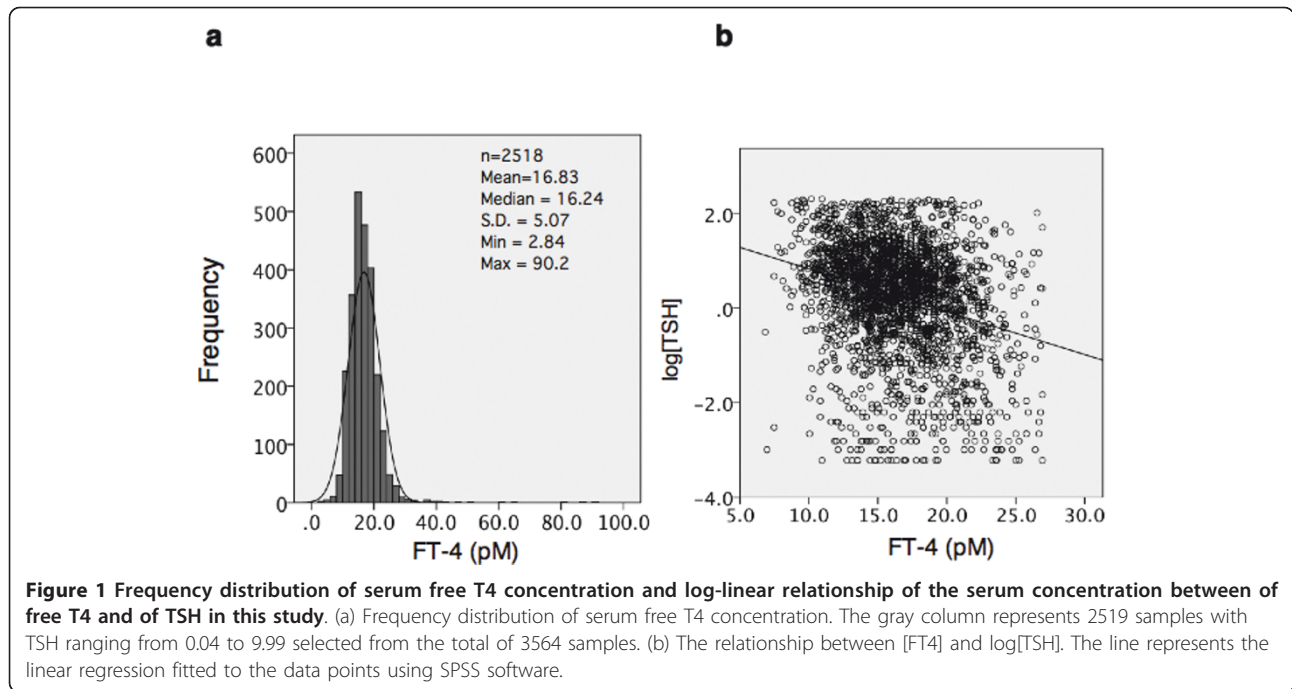 a
b
600
500
400
300
200
100
0
Frequency
n=2518
Mean=16.83
Median = 16.24
S.D. = 5.07
Min = 2.84
Max = 90.2
.0 20.0 40.0 60.0 80.0 100.0
FT-4 (pM)
2.0
.0
-2.0
-4.0
log[TSH]
5.0 10.0 15.0 20.0 25.0 30.0
FT-4 (pM)
Figure 1 Frequency distribution of serum free T4 concentration and log-linear relationship of the serum concentration between of
free T4 and of TSH in this study. (a) Frequency distribution of serum free T4 concentration. The gray column represents 2519 samples with
TSH ranging from 0.04 to 9.99 selected from the total of 3564 samples. (b) The relationship between [FT4] and log[TSH]. The line represents the
linear regression fitted to the data points using SPSS software.